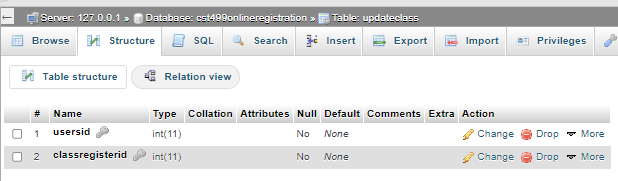 Server: 127.0.0.1 » Database: cst499onlineregistration » Table: updateclass
Browse Structure SQL Search Insert Export Import Privileges
Table structure Relation view
# Name Type Collation Attributes Null Default Comments Extra Action
1 usersid int(11) No None Change Drop More
2 classregisterid int(11) No None Change Drop More